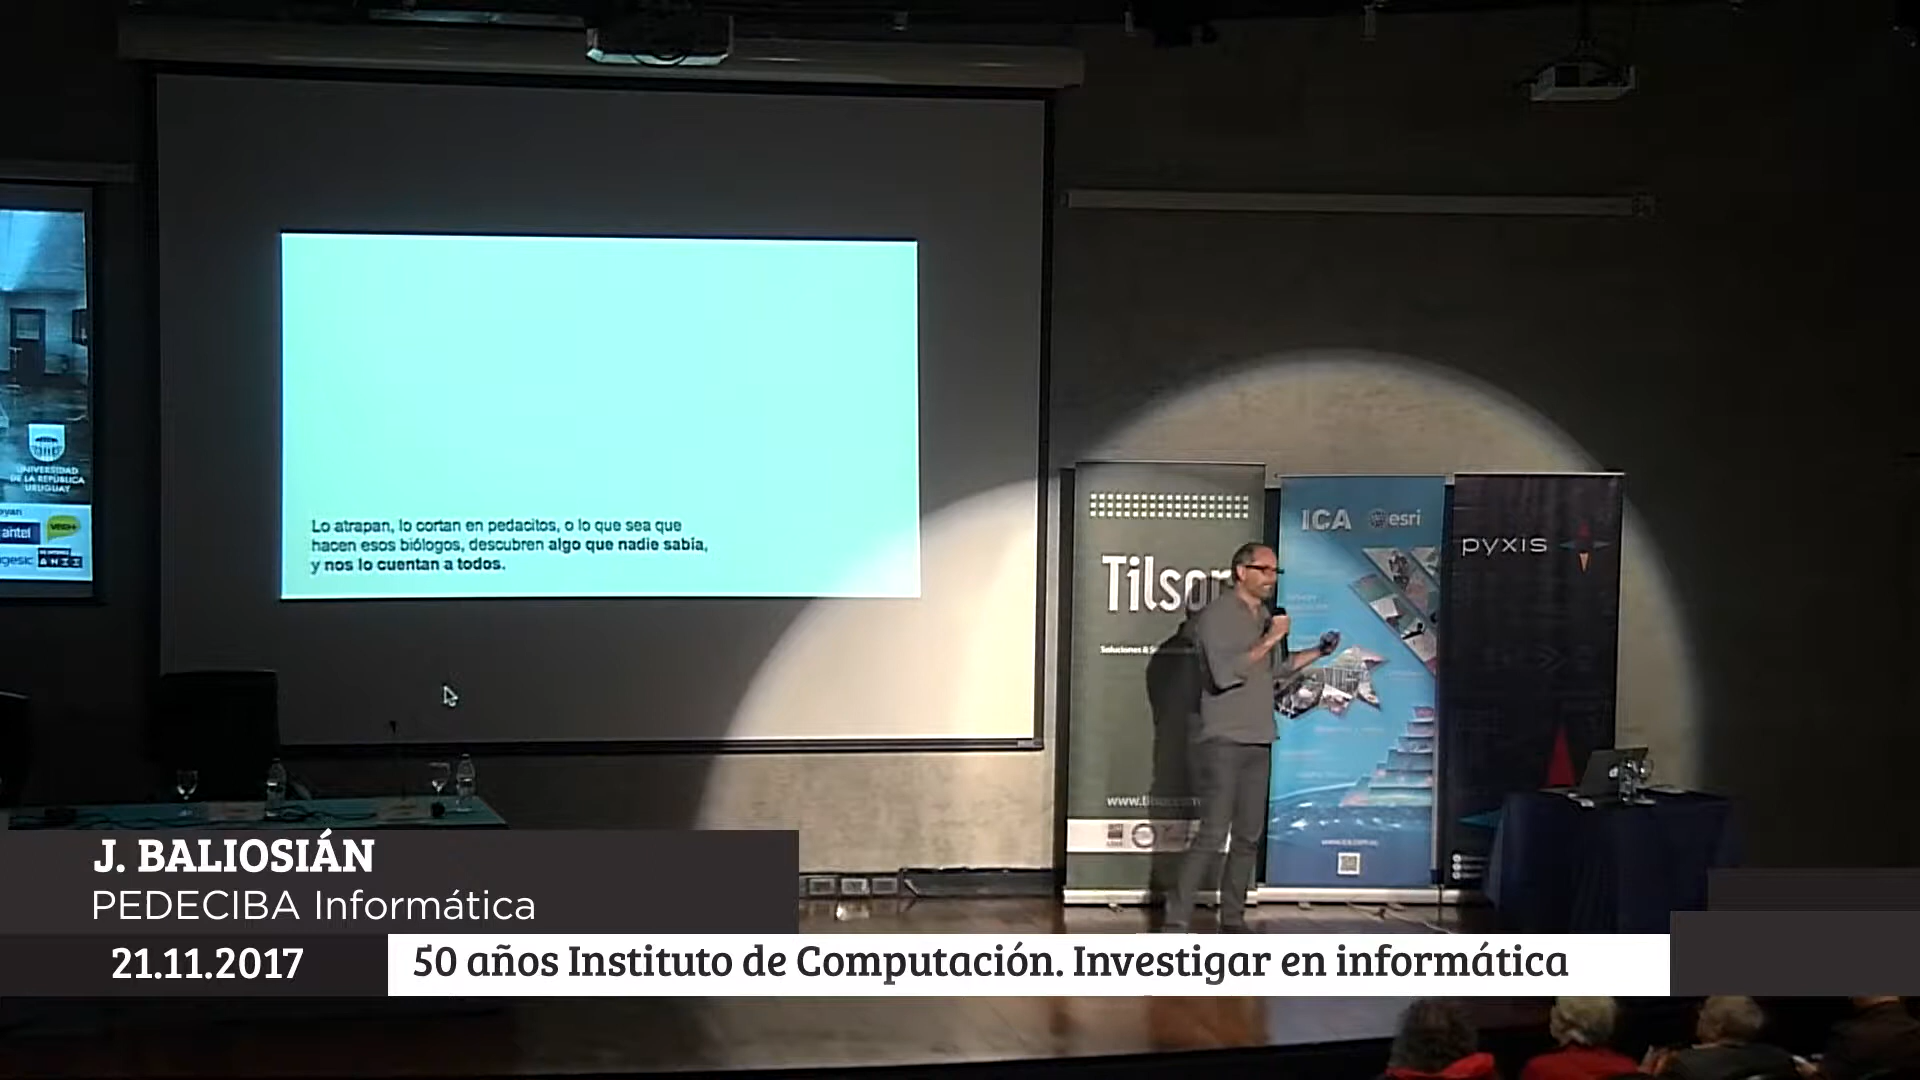 UNIVERSIDAD
DE LA REPÚBLICA
URUGUAY
antel
VERA+
ANII
Lo atrapan, lo cortan en pedacitos, o lo que sea que
hacen esos biólogos, descubren algo que nadie sabía,
y nos lo cuentan a todos.
Tilsor
ICA
esri
pyxis
J. BALIOSIÁN
PEDECIBA Informática
21.11.2017
50 años Instituto de Computación. Investigar en informática